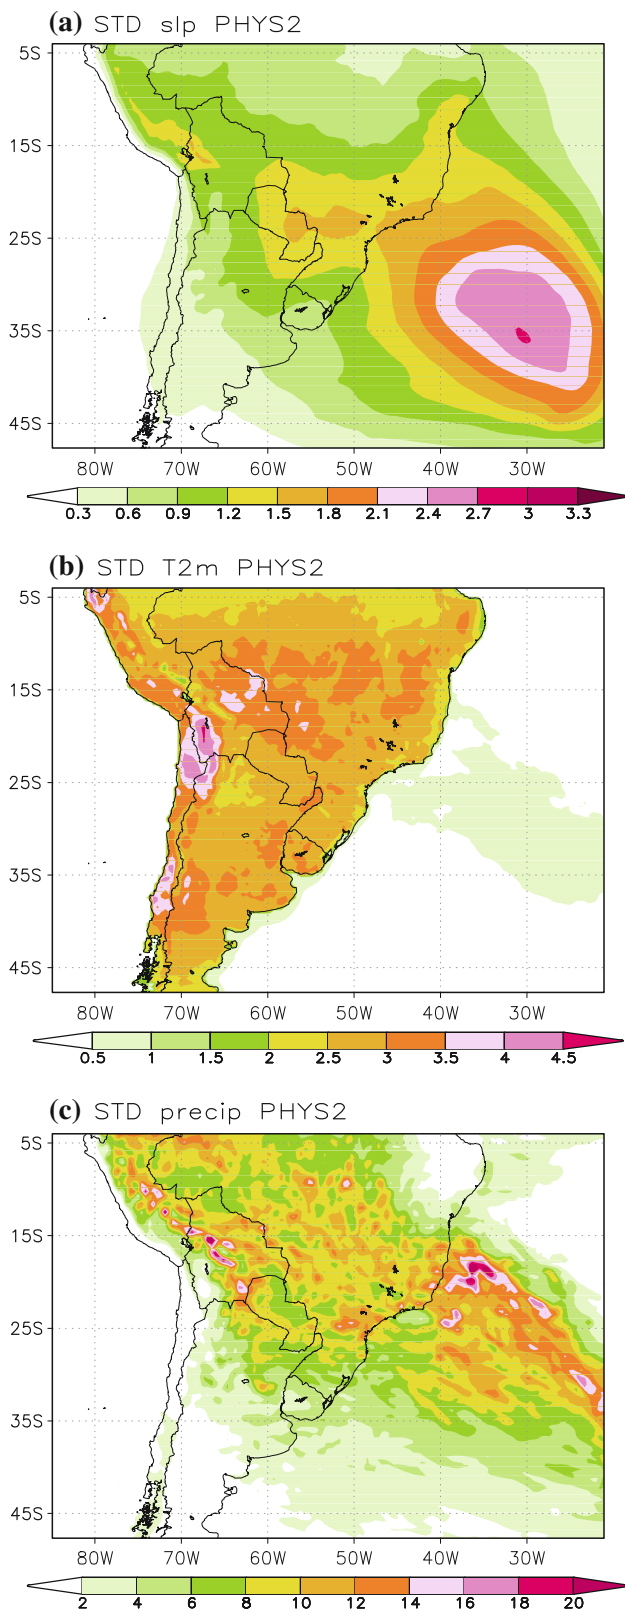 (a) STD slp PHYS2
5S
15S
25S
35S
45S
80W 70W 60W 50W 40W 30W
0.3 0.6 0.9 1.2 1.5 1.8 2.1 2.4 2.7 3 3.3
(b) STD T2m PHYS2
5S
15S
25S
35S
45S
80W 70W 60W 50W 40W 30W
0.5 1 1.5 2 2.5 3 3.5 4 4.5
(c) STD precip PHYS2
5S
15S
25S
35S
45S
80W 70W 60W 50W 40W 30W
2 4 6 8 10 12 14 16 18 20